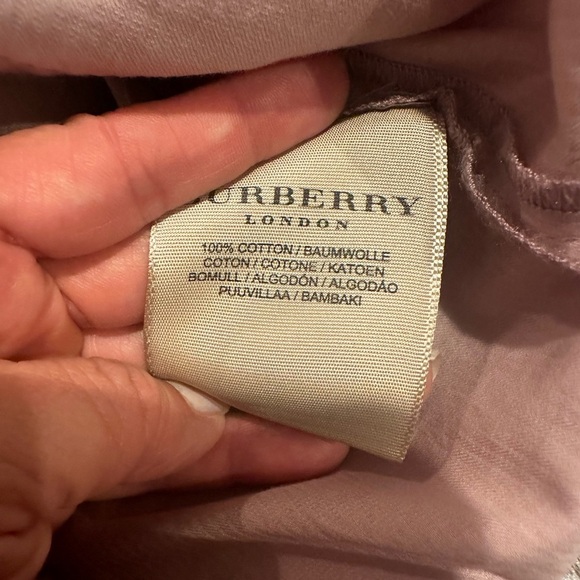 BURBERRY
LONDON
100% COTTON / BAUMWOLLE
COTON / COTONE / KATOEN
BOMULL / ALGODÓN / ALGODÃO
PUUVILLAA / BAMBAKI